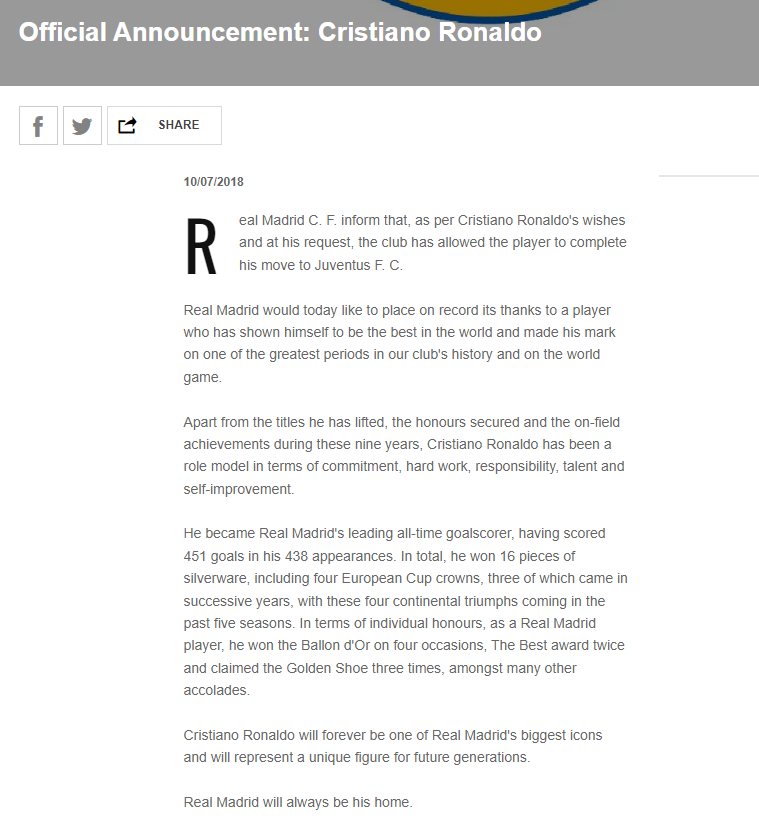 Official Announcement: Cristiano Ronaldo
SHARE
10/07/2018
Real Madrid C. F. inform that, as per Cristiano Ronaldo's wishes
and at his request, the club has allowed the player to complete
his move to Juventus F. C.
Real Madrid would today like to place on record its thanks to a player
who has shown himself to be the best in the world and made his mark
on one of the greatest periods in our club's history and on the world
game.
Apart from the titles he has lifted, the honours secured and the on-field
achievements during these nine years, Cristiano Ronaldo has been a
role model in terms of commitment, hard work, responsibility, talent and
self-improvement.
He became Real Madrid's leading all-time goalscorer, having scored
451 goals in his 438 appearances. In total, he won 16 pieces of
silverware, including four European Cup crowns, three of which came in
successive years, with these four continental triumphs coming in the
past five seasons. In terms of individual honours, as a Real Madrid
player, he won the Ballon d'Or on four occasions, The Best award twice
and claimed the Golden Shoe three times, amongst many other
accolades.
Cristiano Ronaldo will forever be one of Real Madrid's biggest icons
and will represent a unique figure for future generations.
Real Madrid will always be his home.